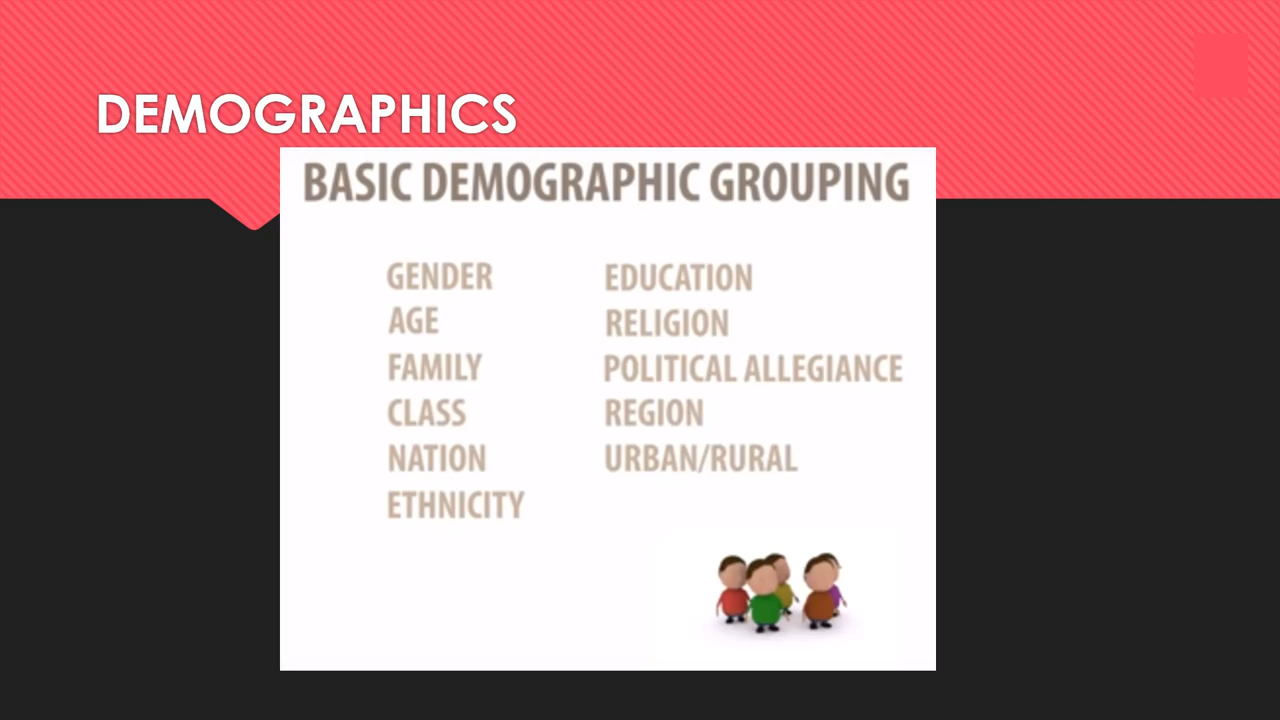 DEMOGRAPHICS
BASIC DEMOGRAPHIC GROUPING
GENDER
AGE
FAMILY
CLASS
NATION
ETHNICITY
EDUCATION
RELIGION
POLITICAL ALLEGIANCE
REGION
URBAN/RURAL